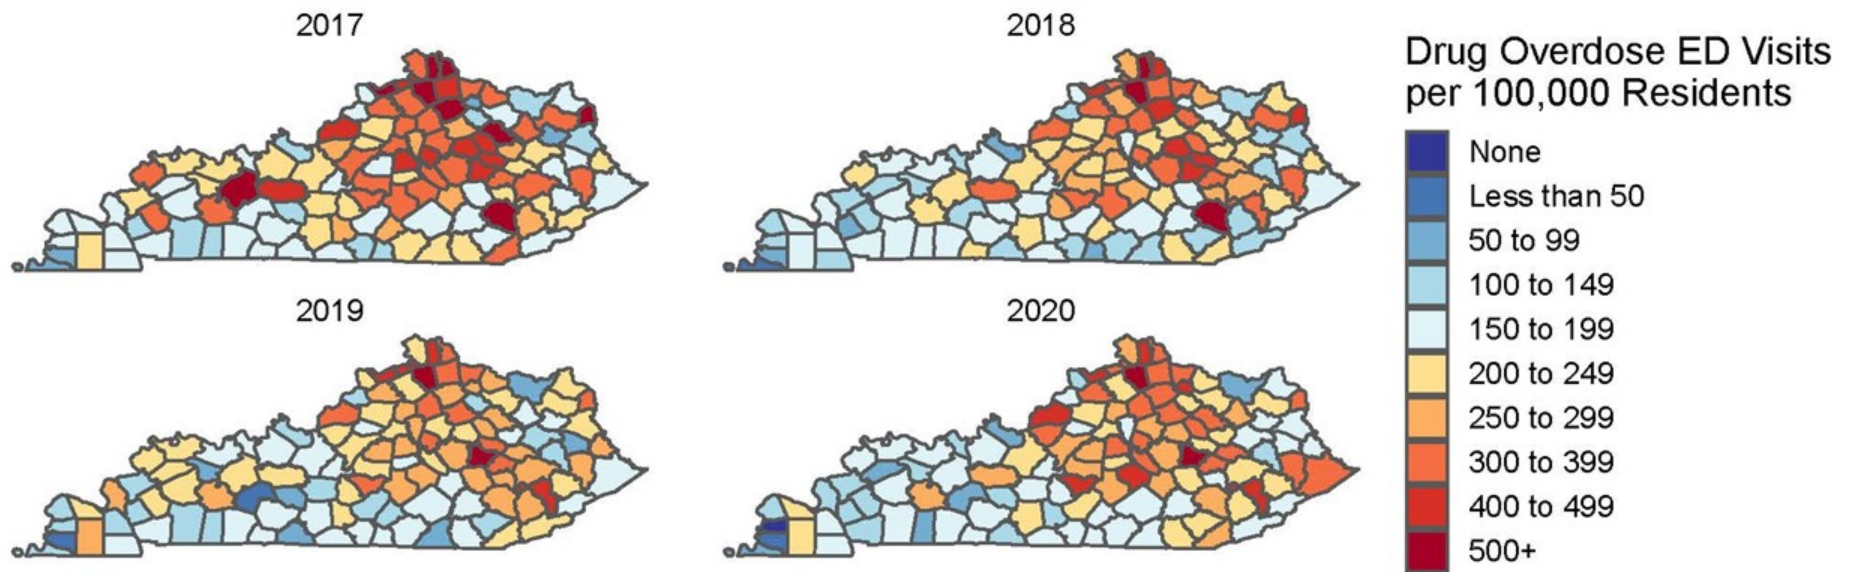 2017
2018
2019
2020
Drug Overdose ED Visits
per 100,000 Residents
None
Less than 50
50 to 99
100 to 149
150 to 199
200 to 249
250 to 299
300 to 399
400 to 499
500+